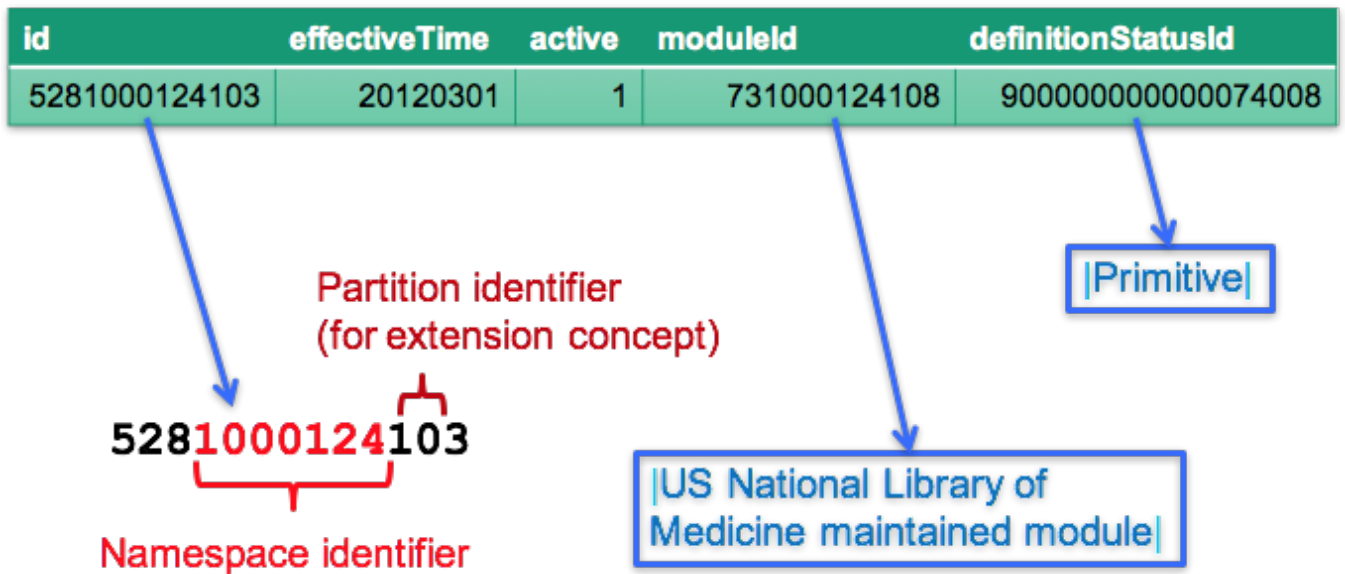 id effectiveTime active moduleId definitionStatusId
5281000124103 20120301 1 731000124108 900000000000074008
|Primitive|
Partition identifier
(for extension concept)
5281000124103
|US National Library of
Medicine maintained module|
Namespace identifier